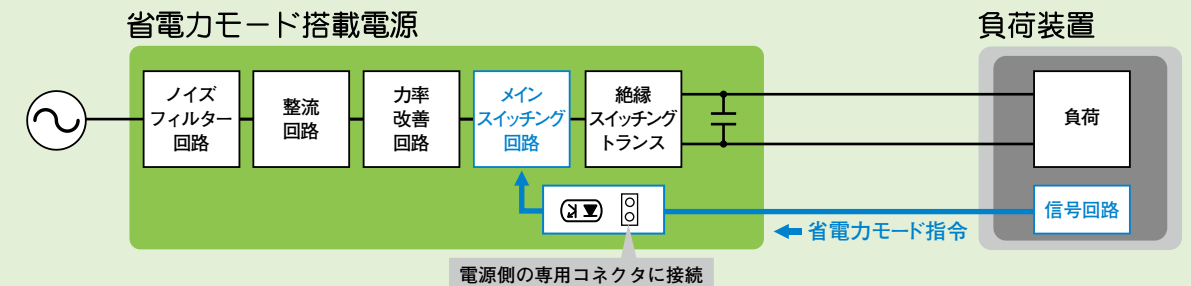 省電力モード搭載電源
負荷装置
ノイズ
フィルター
回路
整流
回路
力率
改善
回路
メイン
スイッチング
回路
絶縁
スイッチング
トランス
負荷
信号回路
省電力モード指令
電源側の専用コネクタに接続